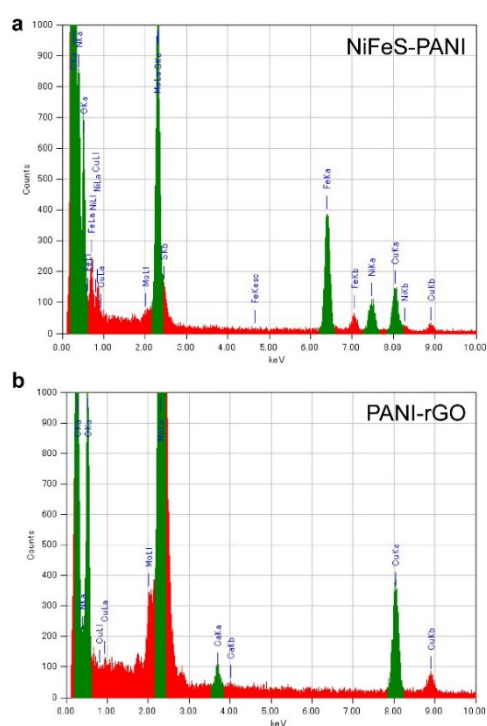 a
NiFeS-PANI
1000
900
800
700
600
500
400
300
200
100
0
Counts
NKa
OKa
FeLl
FeLa
NiLl
NiLa
CuLl
CuLa
MoLl
MoLa
SKa
SKb
FeKesc
FeKa
FeKb
NiKa
CuKa
NiKb
CuKb
0.00 1.00 2.00 3.00 4.00 5.00 6.00 7.00 8.00 9.00 10.00
keV
b
PANI-rGO
1000
900
800
700
600
500
400
300
200
100
0
Counts
CKa
NKa
OKa
CuLl
CuLa
MoLl
MoLa
CaKa
CaKb
CuKa
CuKb
0.00 1.00 2.00 3.00 4.00 5.00 6.00 7.00 8.00 9.00 10.00
keV